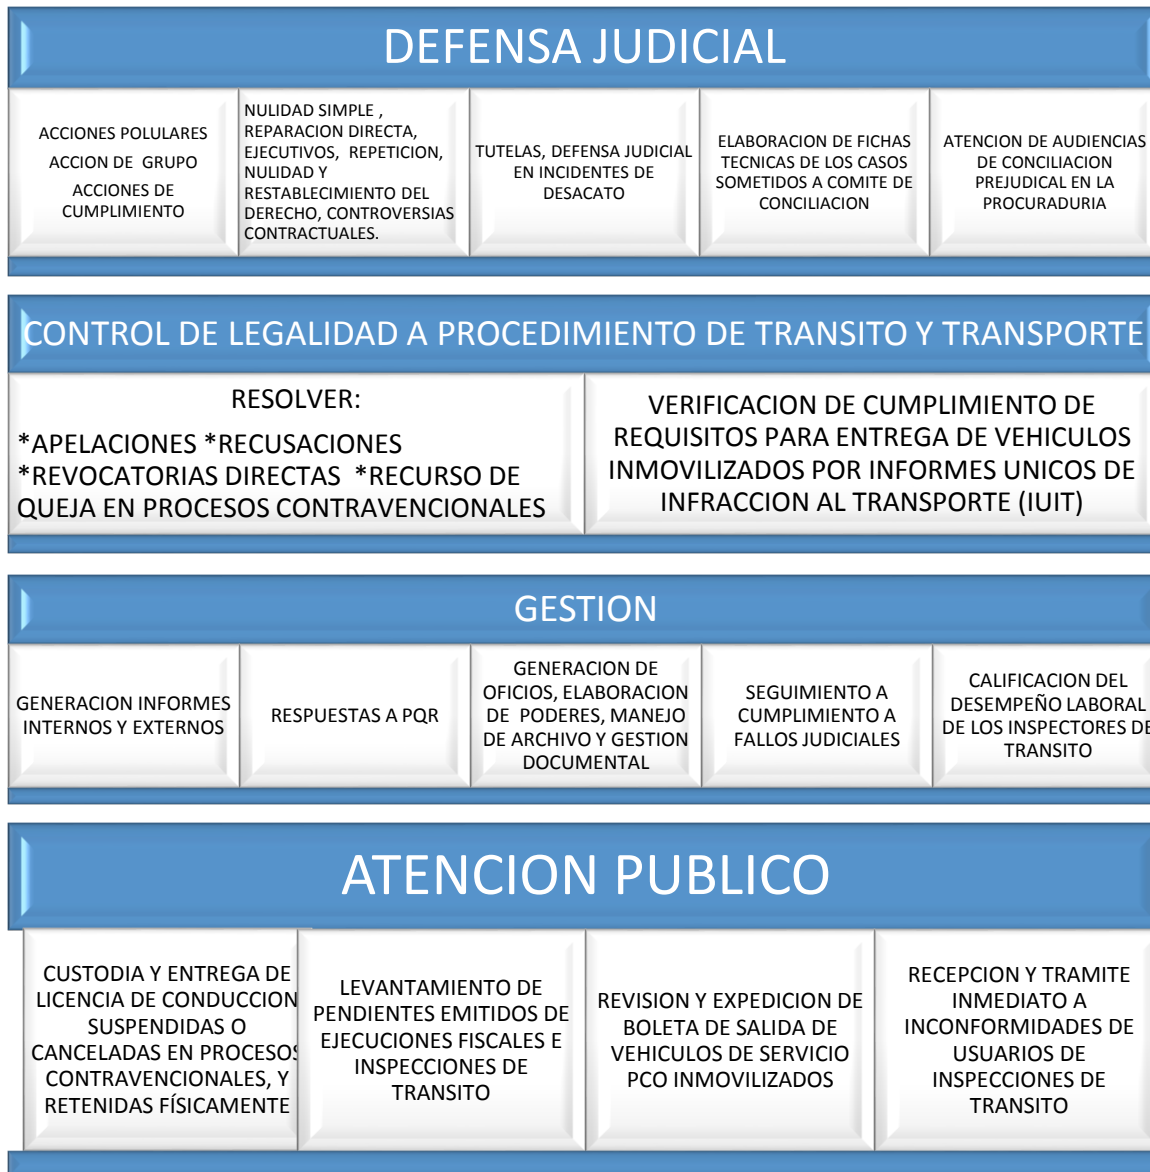 DEFENSA JUDICIAL
ACCIONES POLULARES
ACCION DE GRUPO
ACCIONES DE
CUMPLIMIENTO
NULIDAD SIMPLE ,
REPARACION DIRECTA,
EJECUTIVOS, REPETICION,
NULIDAD Y
RESTABLECIMIENTO DEL
DERECHO, CONTROVERSIAS
CONTRACTUALES.
TUTELAS, DEFENSA JUDICIAL
EN INCIDENTES DE
DESACATO
ELABORACION DE FICHAS
TECNICAS DE LOS CASOS
SOMETIDOS A COMITE DE
CONCILIACION
ATENCION DE AUDIENCIAS
DE CONCILIACION
PREJUDICAL EN LA
PROCURADURIA
CONTROL DE LEGALIDAD A PROCEDIMIENTO DE TRANSITO Y TRANSPORTE
RESOLVER:
*APELACIONES *RECUSACIONES
*REVOCATORIAS DIRECTAS *RECURSO DE
QUEJA EN PROCESOS CONTRAVENCIONALES
VERIFICACION DE CUMPLIMIENTO DE
REQUISITOS PARA ENTREGA DE VEHICULOS
INMOVILIZADOS POR INFORMES UNICOS DE
INFRACCION AL TRANSPORTE (IUIT)
GESTION
GENERACION INFORMES
INTERNOS Y EXTERNOS
RESPUESTAS A PQR
GENERACION DE
OFICIOS, ELABORACION
DE PODERES, MANEJO
DE ARCHIVO Y GESTION
DOCUMENTAL
SEGUIMIENTO A
CUMPLIMIENTO A
FALLOS JUDICIALES
CALIFICACION DEL
DESEMPEÑO LABORAL
DE LOS INSPECTORES DE
TRANSITO
ATENCION PUBLICO
CUSTODIA Y ENTREGA DE
LICENCIA DE CONDUCCION
SUSPENDIDAS O
CANCELADAS EN PROCESOS
CONTRAVENCIONALES, Y
RETENIDAS FÍSICAMENTE
LEVANTAMIENTO DE
PENDIENTES EMITIDOS DE
EJECUCIONES FISCALES E
INSPECCIONES DE
TRANSITO
REVISION Y EXPEDICION DE
BOLETA DE SALIDA DE
VEHICULOS DE SERVICIO
PCO INMOVILIZADOS
RECEPCION Y TRAMITE
INMEDIATO A
INCONFORMIDADES DE
USUARIOS DE
INSPECCIONES DE
TRANSITO